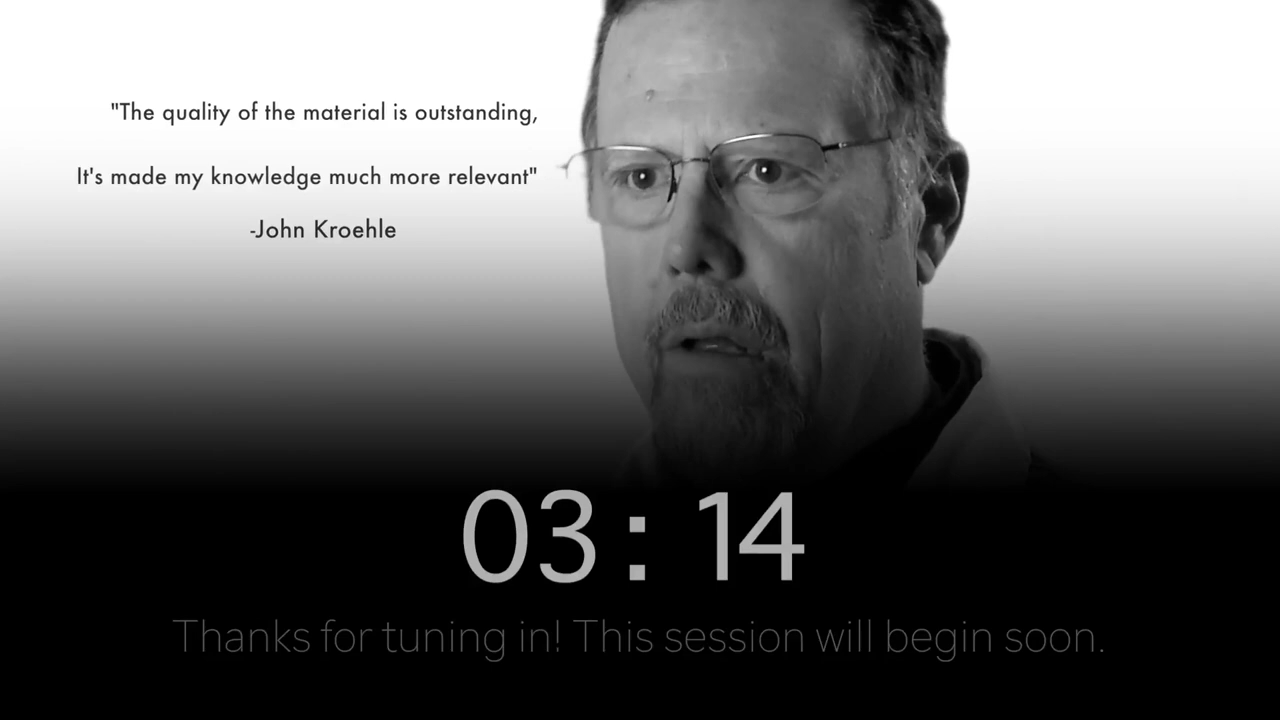 "The quality of the material is outstanding,
It's made my knowledge much more relevant"
-John Kroehle
03:14
Thanks for tuning in! This session will begin soon.